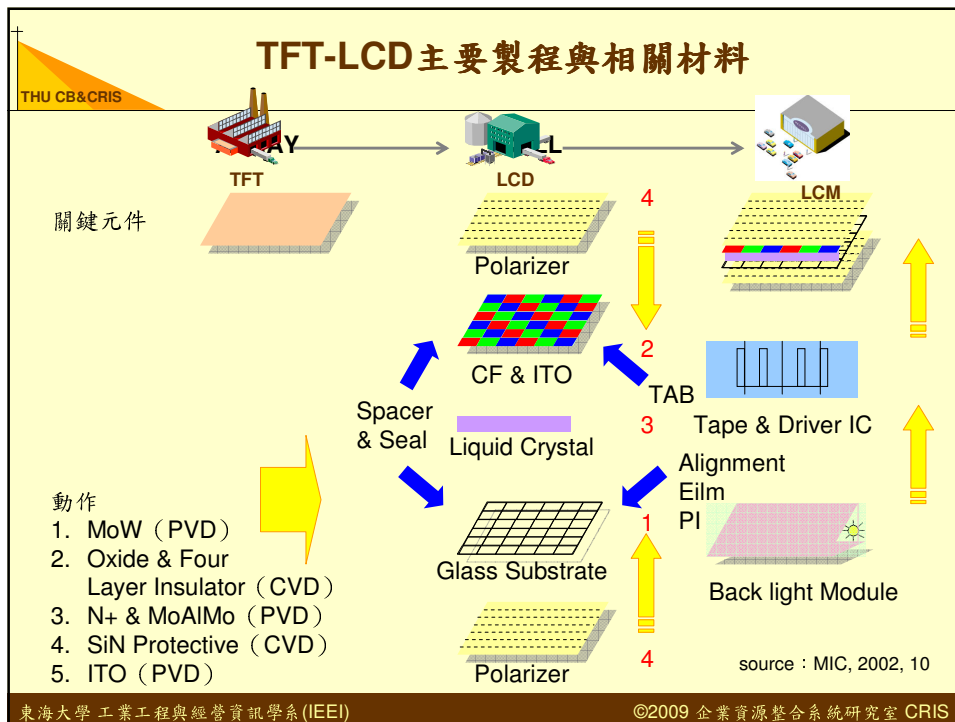 TFT-LCD主要製程與相關材料
THU CB&CRIS
AY
LL
TFT
LCD
LCM
關鍵元件
4
Polarizer
2
CF & ITO
TAB
Spacer
& Seal
3
Tape & Driver IC
Liquid Crystal
Alignment
Eilm
PI
動作
1. MoW（PVD）
2. Oxide & Four
Layer Insulator（CVD）
3. N+ & MoAlMo（PVD）
4. SiN Protective（CVD）
5. ITO（PVD）
1
Glass Substrate
Back light Module
4
Polarizer
source：MIC, 2002, 10
東海大學 工業工程與經營資訊學系(IEEI)
©2009 企業資源整合系統研究室 CRIS